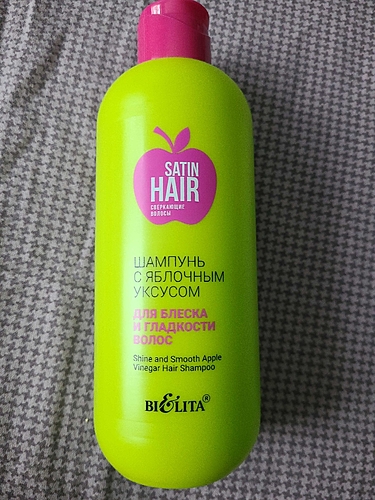 SATIN
HAIR
СВЕРКАЮЩИЕ
ВОЛОСЫ
ШАМПУНЬ
С ЯБЛОЧНЫМ
УКСУСОМ
ДЛЯ БЛЕСКА
И ГЛАДКОСТИ
ВОЛОС
Shine and Smooth Apple
Vinegar Hair Shampoo
BIELITA®